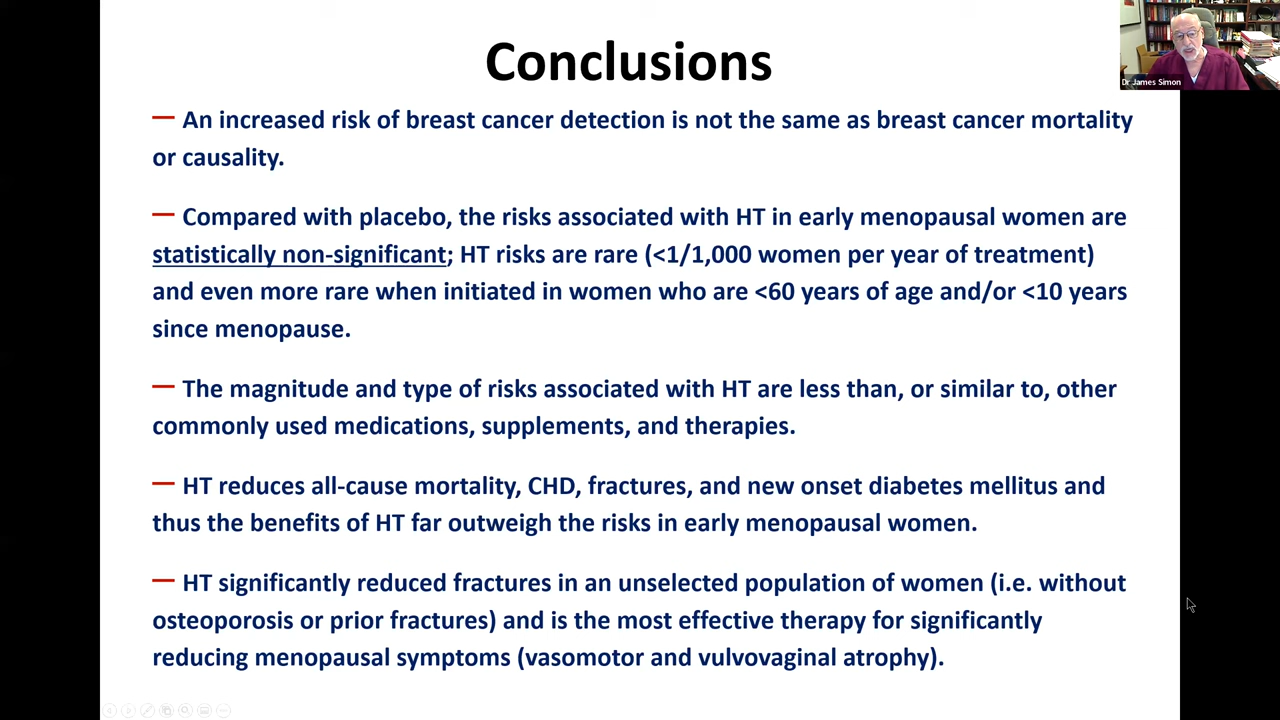 Conclusions
Dr James Simon
— An increased risk of breast cancer detection is not the same as breast cancer mortality
or causality.
— Compared with placebo, the risks associated with HT in early menopausal women are
statistically non-significant; HT risks are rare (<1/1,000 women per year of treatment)
and even more rare when initiated in women who are <60 years of age and/or <10 years
since menopause.
— The magnitude and type of risks associated with HT are less than, or similar to, other
commonly used medications, supplements, and therapies.
— HT reduces all-cause mortality, CHD, fractures, and new onset diabetes mellitus and
thus the benefits of HT far outweigh the risks in early menopausal women.
— HT significantly reduced fractures in an unselected population of women (i.e. without
osteoporosis or prior fractures) and is the most effective therapy for significantly
reducing menopausal symptoms (vasomotor and vulvovaginal atrophy).